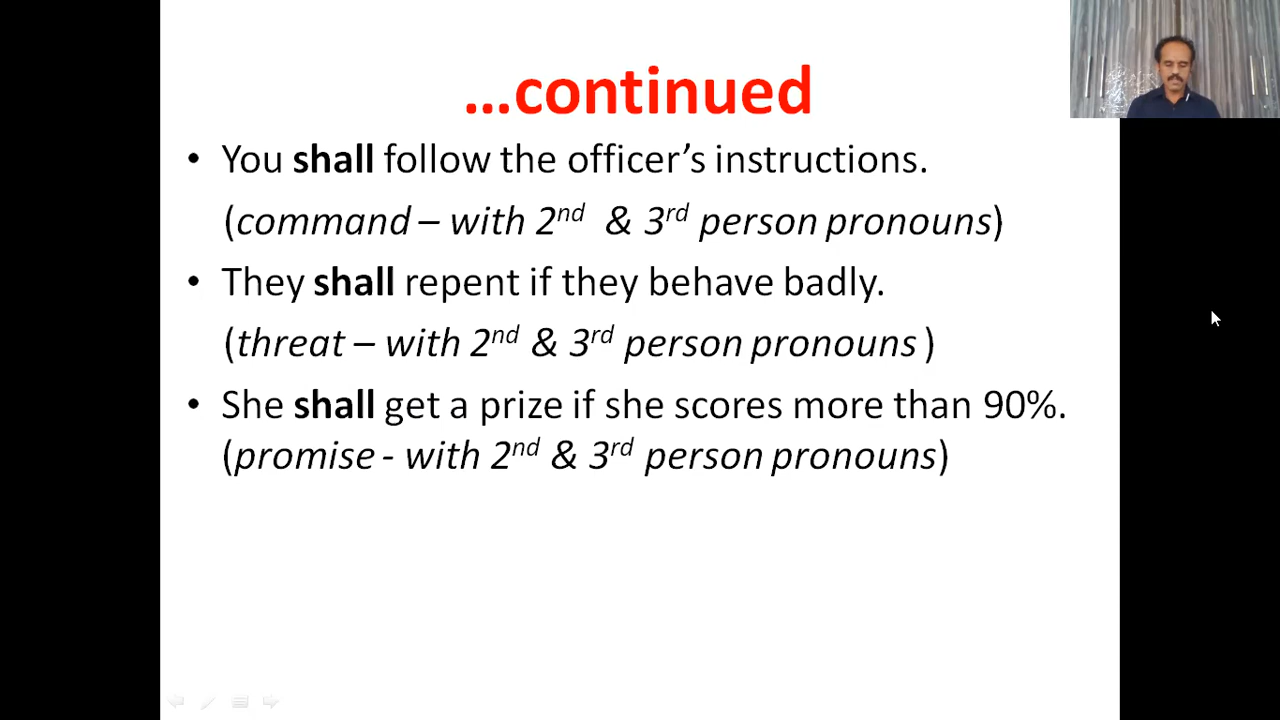 ...continued
• You shall follow the officer’s instructions.
(command – with 2nd & 3rd person pronouns)
• They shall repent if they behave badly.
(threat – with 2nd & 3rd person pronouns )
• She shall get a prize if she scores more than 90%.
(promise - with 2nd & 3rd person pronouns)